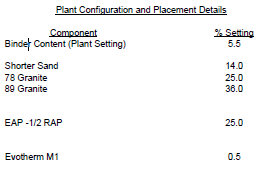 Plant Configuration and Placement Details
Component % Setting
Binder Content (Plant Setting) 5.5
Shorter Sand 14.0
78 Granite 25.0
89 Granite 36.0
EAP -1/2 RAP 25.0
Evotherm M1 0.5